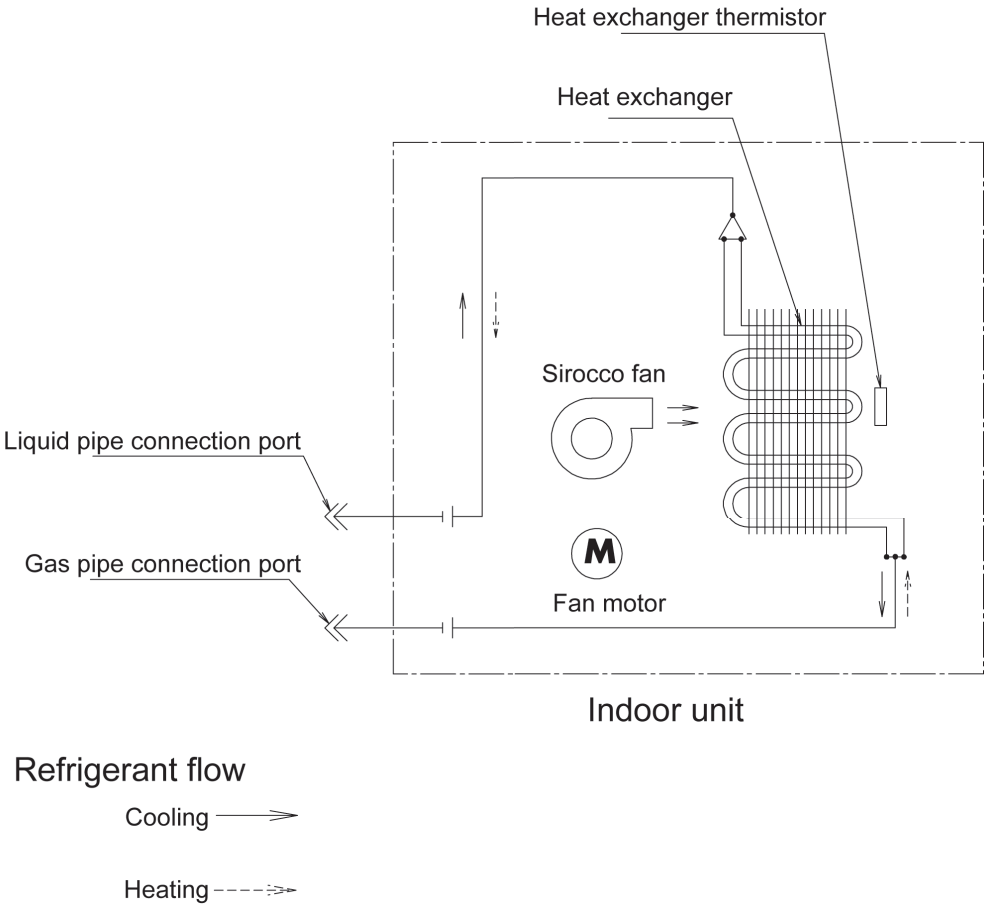 Heat exchanger thermistor
Heat exchanger
Sirocco fan
Liquid pipe connection port
Gas pipe connection port
M
Fan motor
Indoor unit
Refrigerant flow
Cooling
Heating